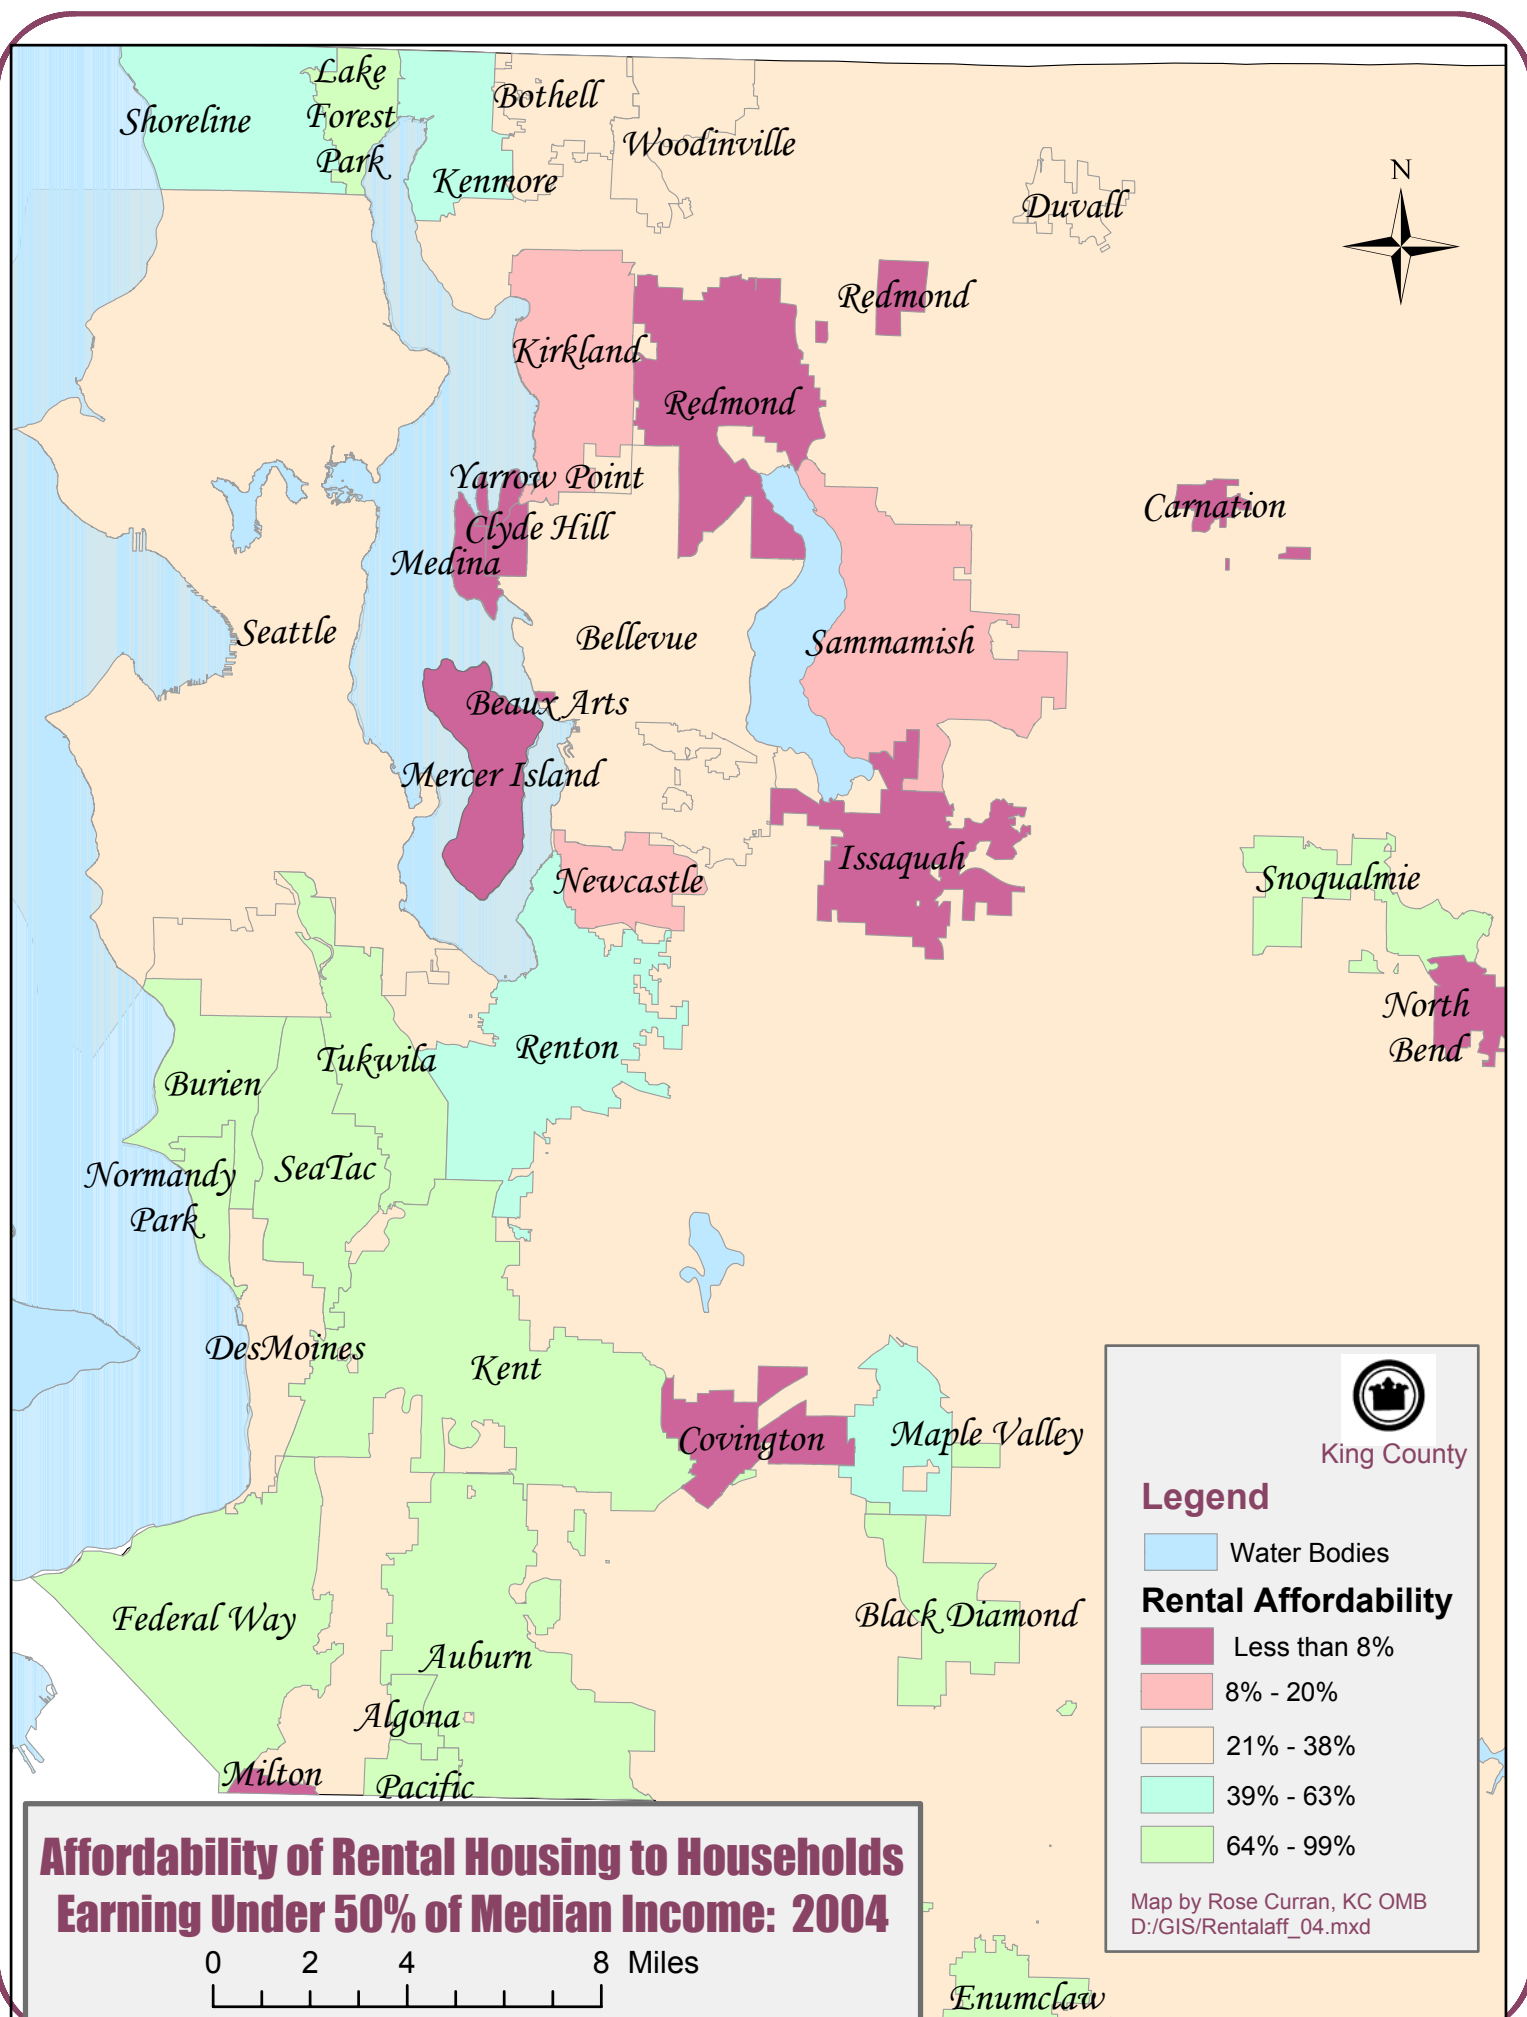 Lake
Forest
Park
Shoreline
Kenmore
Bothell
Woodinville
Duvall
N
Redmond
Kirkland
Redmond
Yarrow Point
Clyde Hill
Medina
Carnation
Seattle
Bellevue
Sammamish
Beaux Arts
Mercer Island
Newcastle
Issaquah
Snoqualmie
North
Bend
Renton
Tukwila
Burien
SeaTac
Normandy
Park
DesMoines
Kent
Covington
Maple Valley
Federal Way
Auburn
Black Diamond
Algona
Milton
Pacific
Enumclaw
King County
Legend
Water Bodies
Rental Affordability
Less than 8%
8% - 20%
21% - 38%
39% - 63%
64% - 99%
Map by Rose Curran, KC OMB
D:/GIS/Rentalaff_04.mxd
Affordability of Rental Housing to Households
Earning Under 50% of Median Income: 2004
0 2 4 8 Miles